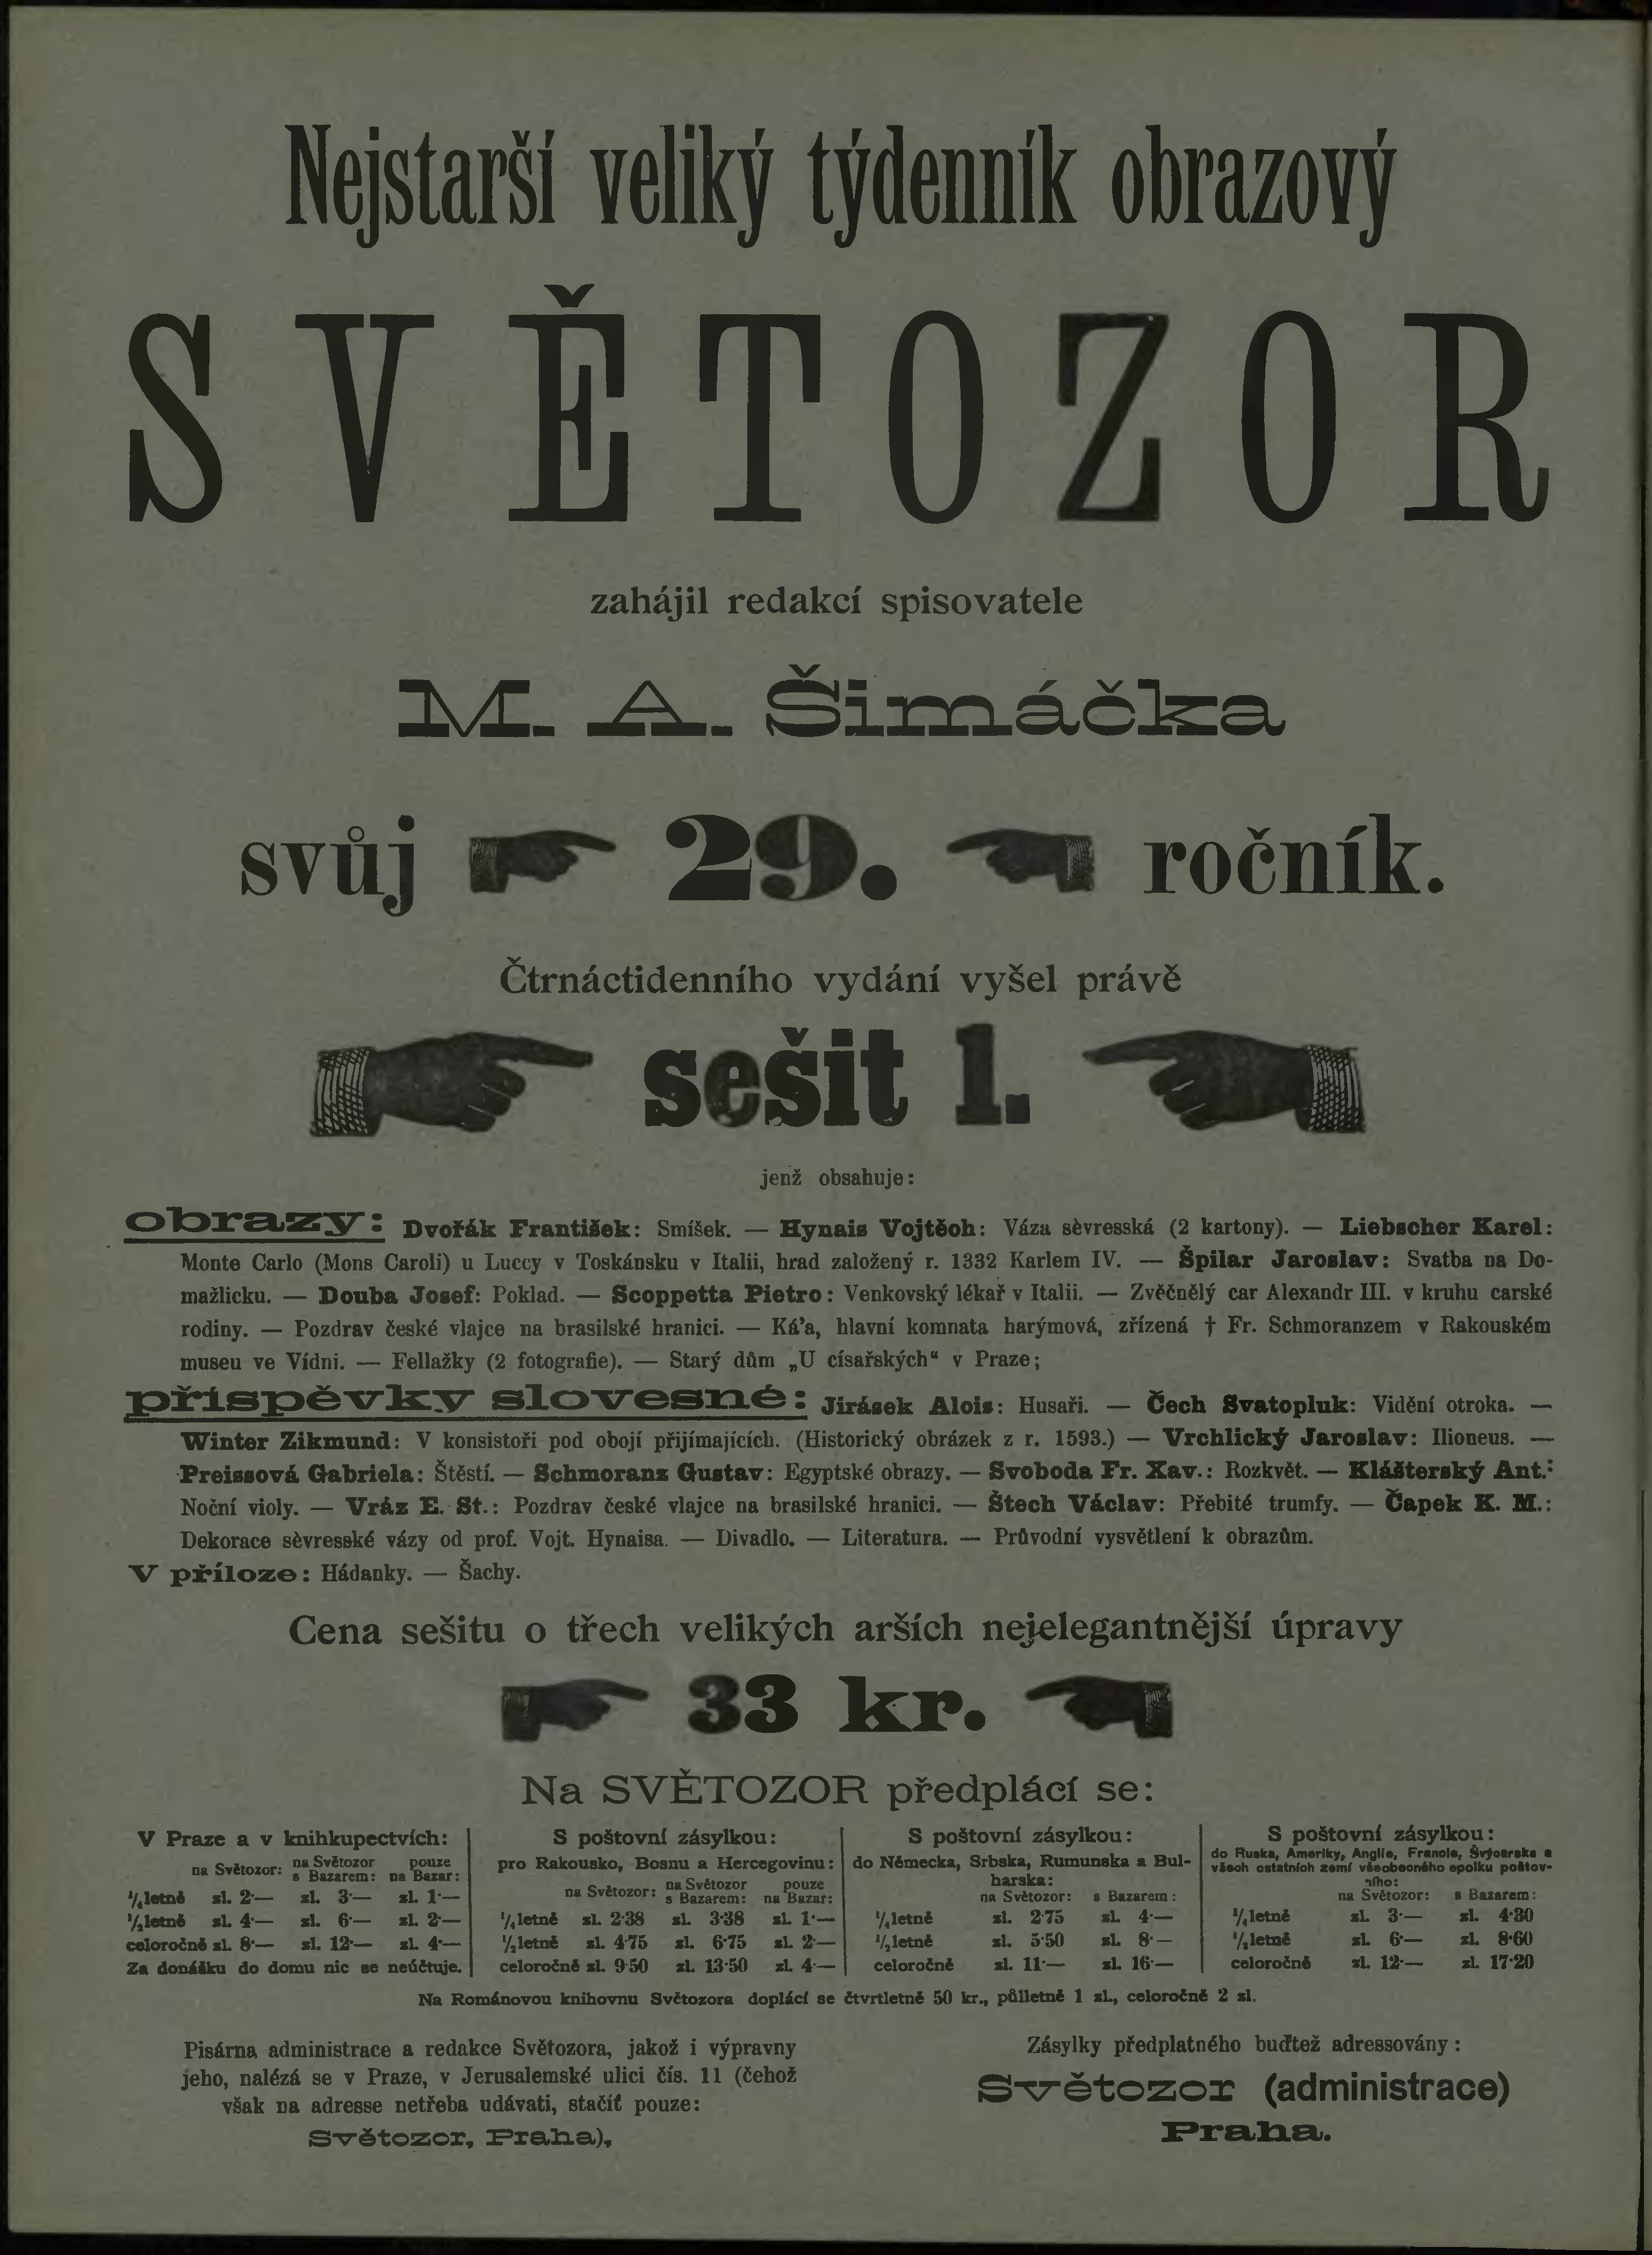 Nejstarší veliký týdenník obrazový
SVĚTOZOR
zahájil redakcí spisovatele
M. A. Šimáčka
svůj 29. ročník.
Čtrnáctidenního vydání vyšel právě
sešit 1.
jenž obsahuje:
obrazy: Dvořák František: Smíšek. — Hynais Vojtěch: Váza sèvresská (2 kartony). — Liebscher Karel:
Monte Carlo (Mons Caroli) u Luccy v Toskánsku v Italii, hrad založený r. 1332 Karlem IV. — Špilar Jaroslav: Svatba na Do-
mažlicku. — Douba Josef: Poklad. — Scoppetta Pietro: Venkovský lékař v Italii. — Zvěčnělý car Alexandr III. v kruhu carské
rodiny. — Pozdrav české vlajce na brasilské hranici. — Ká’a, hlavní komnata harýmová, zřízená † Fr. Schmoranzem v Rakouském
museu ve Vídni. — Fellažky (2 fotografie). — Starý dům „U císařských“ v Praze;
příspěvky slovesné: Jirásek Alois: Husaři. — Čech Svatopluk: Vidění otroka. —
Winter Zikmund: V konsistoři pod obojí přijímajících. (Historický obrázek z r. 1593.) — Vrchlický Jaroslav: Ilioneus. —
Preissová Gabriela: Štěstí. — Schmoranz Gustav: Egyptské obrazy. — Svoboda Fr. Xav.: Rozkvět. — Klášterský Ant.:
Noční violy. — Vráz E. St.: Pozdrav české vlajce na brasilské hranici. — Štech Václav: Přebité trumfy. — Čapek K. M.:
Dekorace sèvresské vázy od prof. Vojt. Hynaisa. — Divadlo. — Literatura. — Průvodní vysvětlení k obrazům.
V příloze: Hádanky. — Šachy.
Cena sešitu o třech velikých arších nejelegantnější úpravy
33 kr.
Na SVĚTOZOR předplácí se:
V Praze a v knihkupectvích:
na Světozor: na Světozor s Bazarem: pouze na Bazar:
¼letně zl. 2·— zl. 3·— zl. 1·—
½letně zl. 4·— zl. 6·— zl. 2·—
celoročně zl. 8·— zl. 12·— zl. 4·—
Za donášku do domu nic se neúčtuje.
S poštovní zásylkou:
pro Rakousko, Bosnu a Hercegovinu:
na Světozor: na Světozor s Bazarem: pouze na Bazar:
¼letně zl. 2·38 zl. 3·38 zl. 1·—
½letně zl. 4·75 zl. 6·75 zl. 2·—
celoročně zl. 9·50 zl. 13·50 zl. 4·—
S poštovní zásylkou:
do Německa, Srbska, Rumunska a Bul-
harska:
na Světozor: s Bazarem:
¼letně zl. 2·75 zl. 4·—
½letně zl. 5·50 zl. 8·—
celoročně zl. 11·— zl. 16·—
S poštovní zásylkou:
do Ruska, Ameriky, Anglie, Francie, Švýcarska a
všech ostatních zemí všeobecného spolku poštov-
ního:
na Světozor: s Bazarem:
¼letně zl. 3·— zl. 4·30
½letně zl. 6·— zl. 8·60
celoročně zl. 12·— zl. 17·20
Na Románovou knihovnu Světozora doplácí se čtvrtletně 50 kr., půlletně 1 zl., celoročně 2 zl.
Pisárna administrace a redakce Světozora, jakož i výpravny
jeho, nalézá se v Praze, v Jerusalemské ulici čís. 11 (čehož
však na adresse netřeba udávati, stačíť pouze:
Světozor, Praha),
Zásylky předplatného buďtež adressovány:
Světozor (administrace)
Praha.